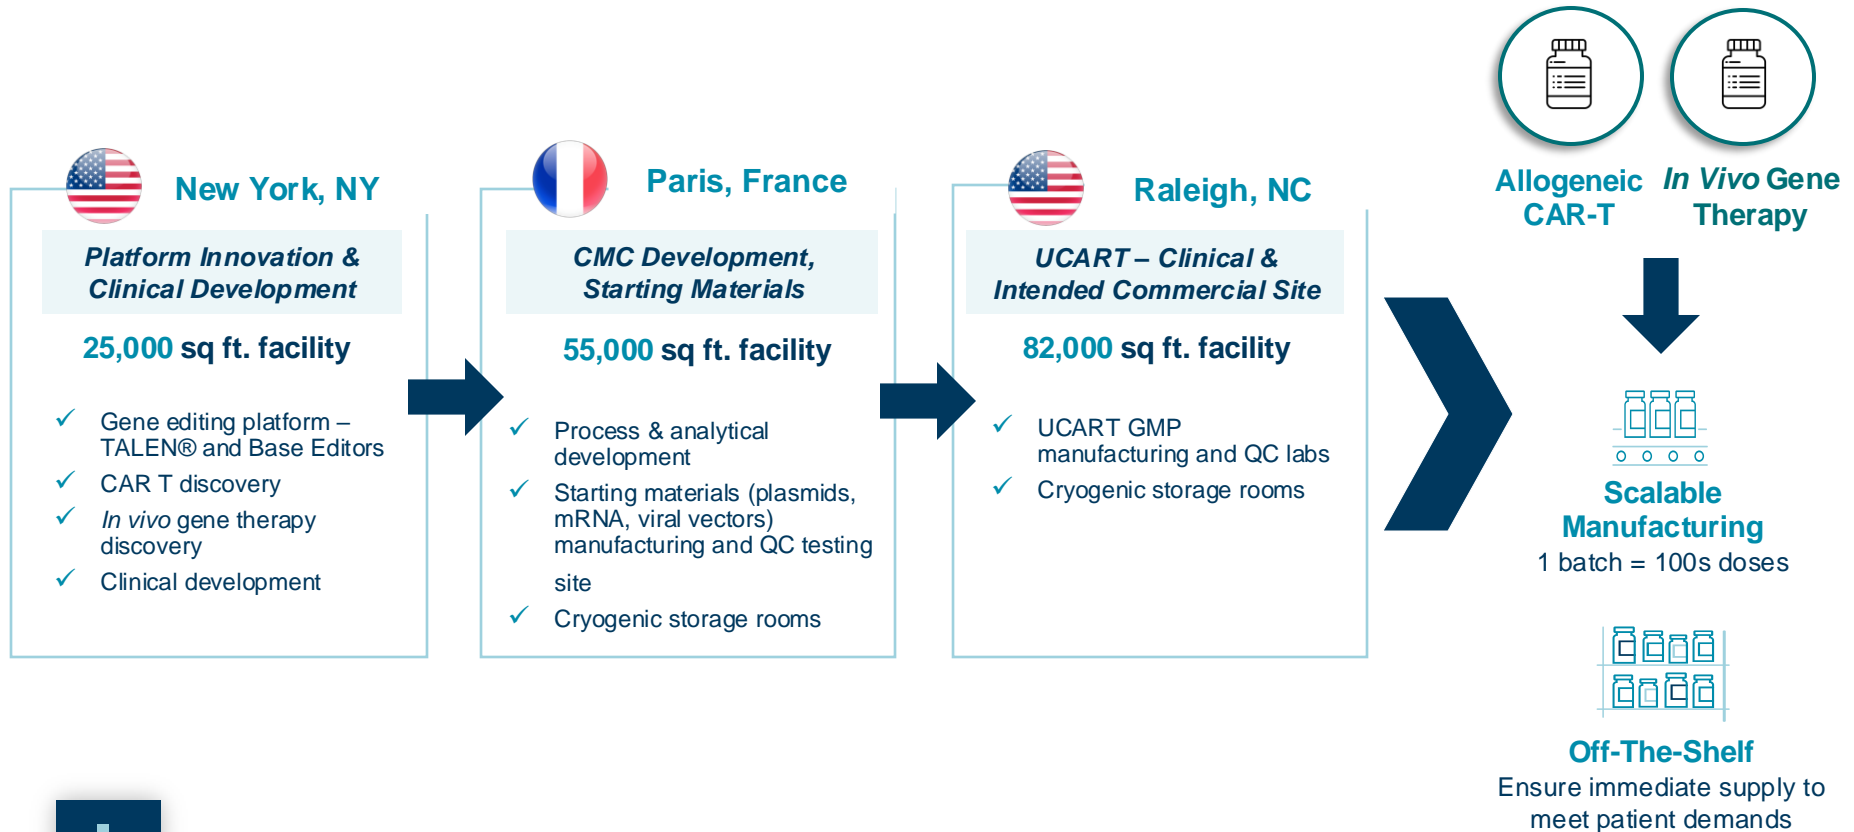 New York, NY
Platform Innovation &
Clinical Development
25,000 sq ft. facility
✓ Gene editing platform –
TALEN® and Base Editors
✓ CAR T discovery
✓ In vivo gene therapy
discovery
✓ Clinical development
Paris, France
CMC Development,
Starting Materials
55,000 sq ft. facility
✓ Process & analytical
development
✓ Starting materials (plasmids,
mRNA, viral vectors)
manufacturing and QC testing
site
✓ Cryogenic storage rooms
Raleigh, NC
UCART – Clinical &
Intended Commercial Site
82,000 sq ft. facility
✓ UCART GMP
manufacturing and QC labs
✓ Cryogenic storage rooms
Allogeneic
CAR-T
In Vivo Gene
Therapy
Scalable
Manufacturing
1 batch = 100s doses
Off-The-Shelf
Ensure immediate supply to
meet patient demands